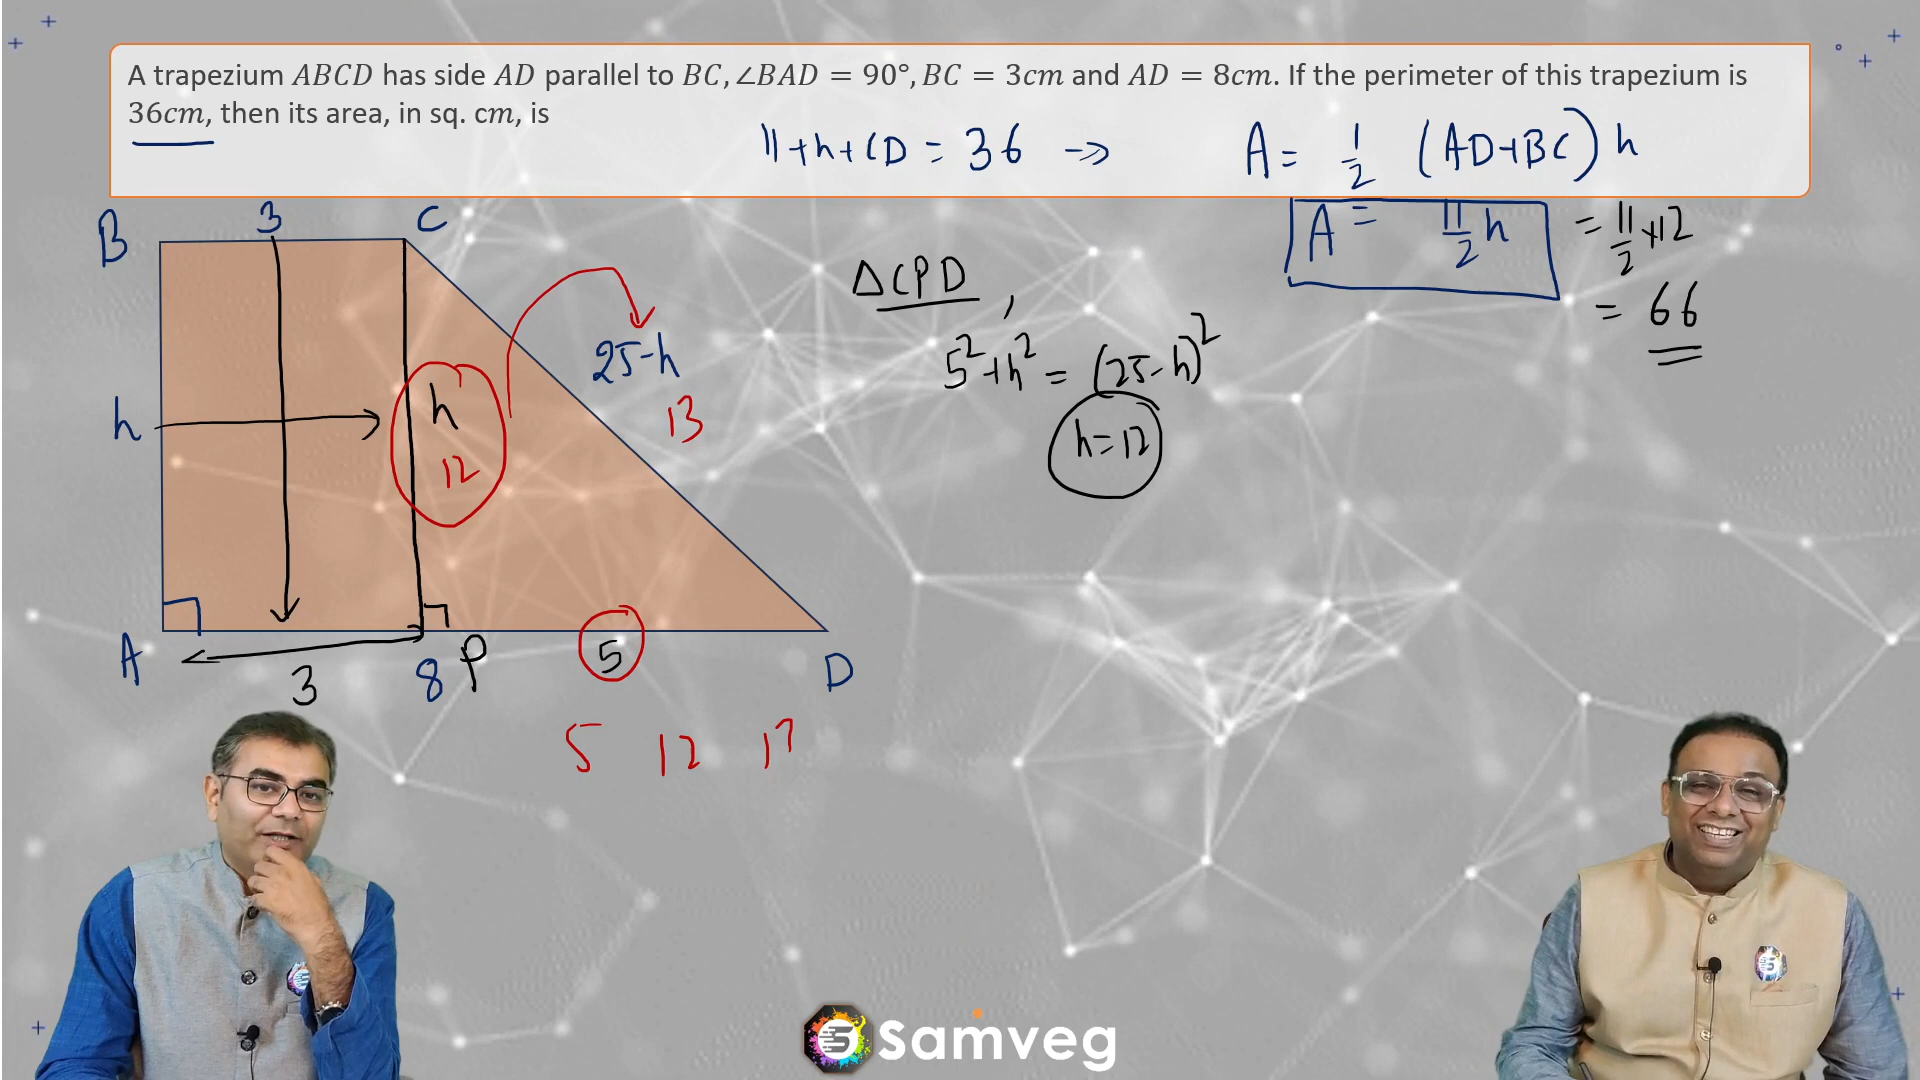 A trapezium ABCD has side AD parallel to BC, ∠BAD = 90°, BC = 3cm and AD = 8cm. If the perimeter of this trapezium is
36cm, then its area, in sq. cm, is
11+h+CD = 36 →
A = 1/2 (AD+BC) h
A = 11/2 h
= 11/2 × 12
= 66
B
3
C
ΔCPD,
5² + h² = (25-h)²
h = 12
25-h
13
h
h
12
A
3
8
P
5
D
5 12 13
Samveg